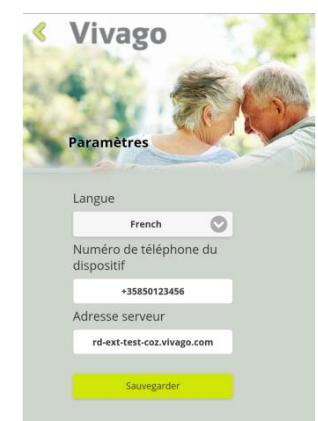 Vivago
Paramètres
Langue
French
Numéro de téléphone du
dispositif
+35850123456
Adresse serveur
rd-ext-test-coz.vivago.com
Sauvegarder